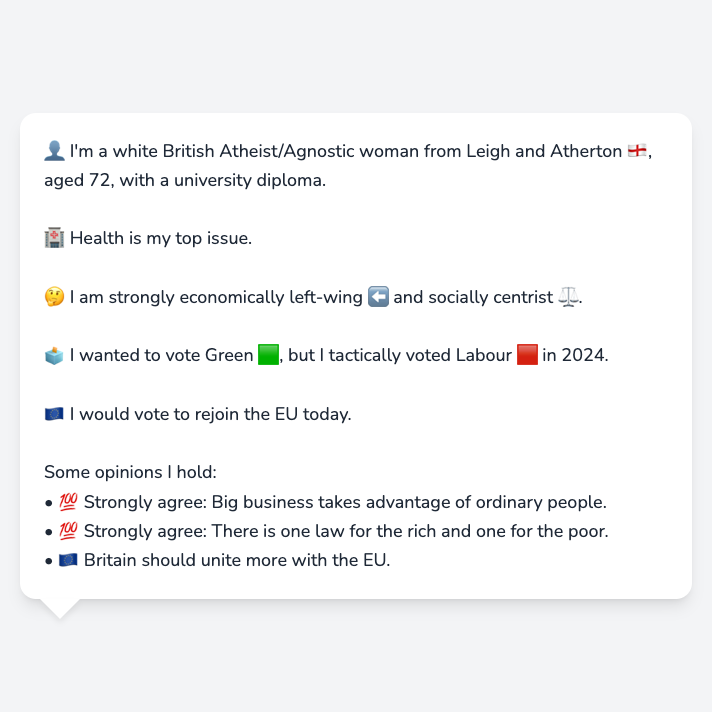 👤 I'm a white British Atheist/Agnostic woman from Leigh and Atherton 🏴󠁧󠁢󠁥󠁮󠁧󠁿,
aged 72, with a university diploma.
🏥 Health is my top issue.
🤔 I am strongly economically left-wing ⬅️ and socially centrist ⚖️.
🗳️ I wanted to vote Green 🟩, but I tactically voted Labour 🟥 in 2024.
🇪🇺 I would vote to rejoin the EU today.
Some opinions I hold:
• 💯 Strongly agree: Big business takes advantage of ordinary people.
• 💯 Strongly agree: There is one law for the rich and one for the poor.
• 🇪🇺 Britain should unite more with the EU.